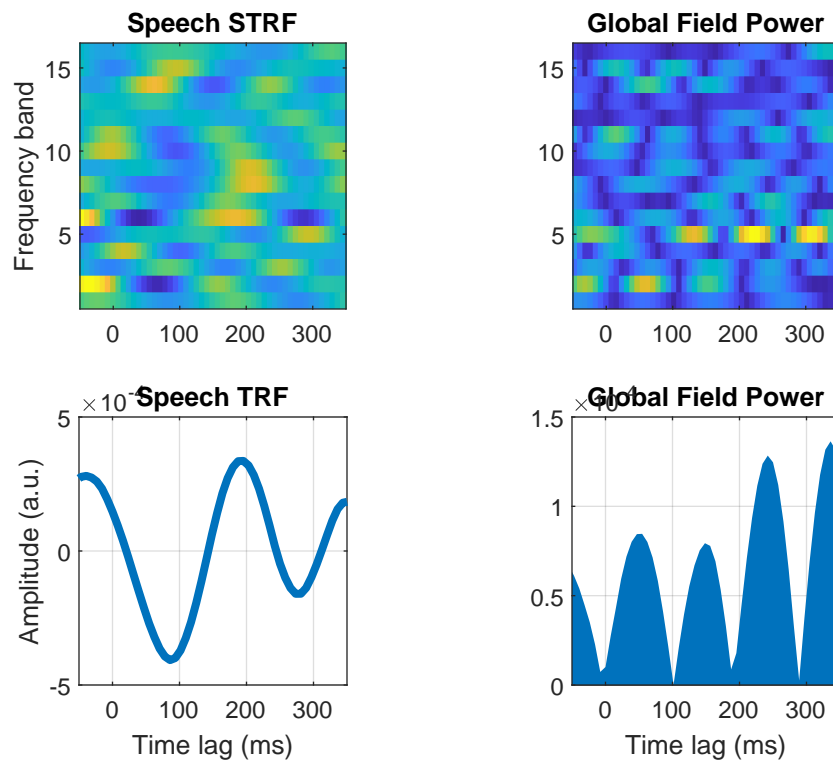 Speech STRF
Frequency band
15
10
5
0 100 200 300
Global Field Power
15
10
5
0 100 200 300
Speech TRF
× 10-4
Amplitude (a.u.)
5
0
-5
0 100 200 300
Time lag (ms)
Global Field Power
1.5
1
0.5
0
0 100 200 300
Time lag (ms)